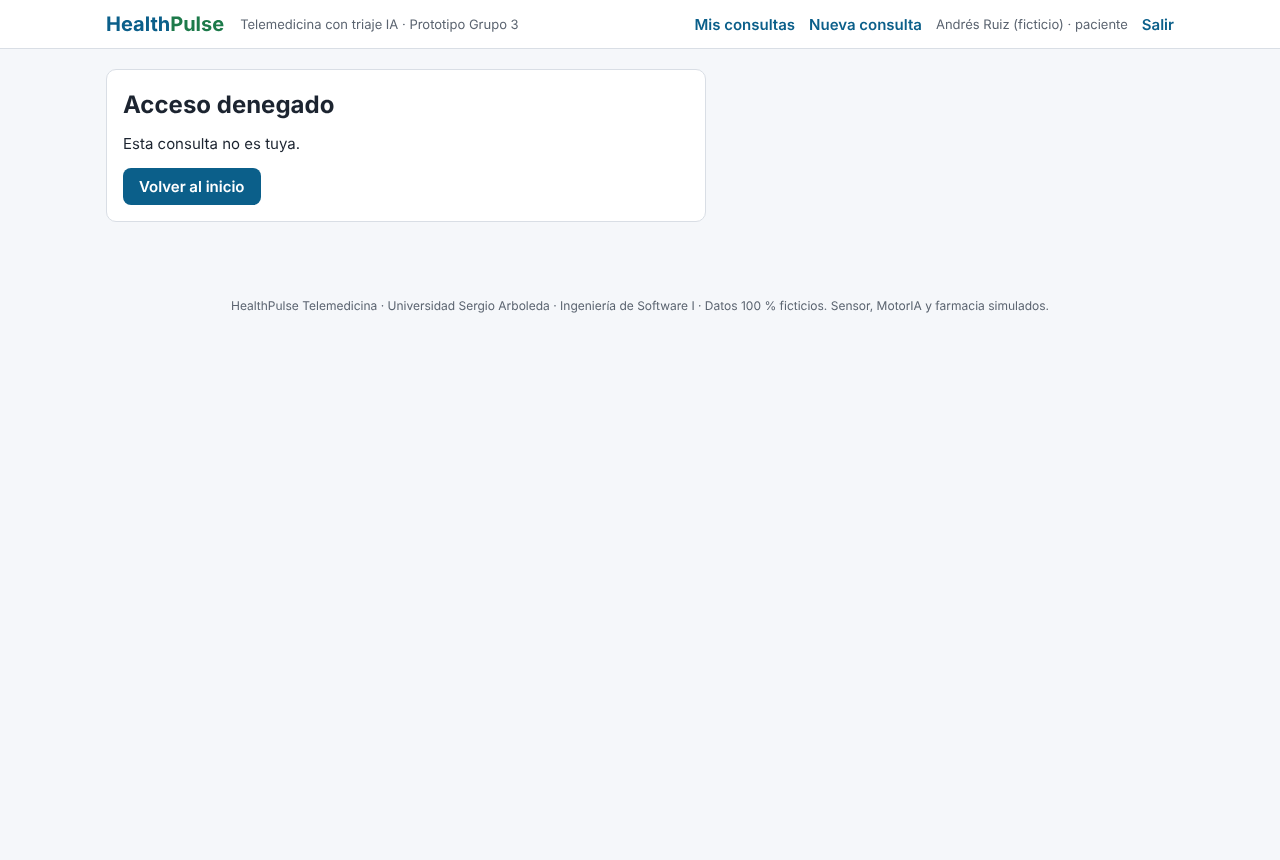 HealthPulse Telemedicina con triaje IA · Prototipo Grupo 3 Mis consultas Nueva consulta Andrés Ruiz (ficticio) · paciente Salir
Acceso denegado
Esta consulta no es tuya.
Volver al inicio
HealthPulse Telemedicina · Universidad Sergio Arboleda · Ingeniería de Software I · Datos 100 % ficticios. Sensor, MotorIA y farmacia simulados.